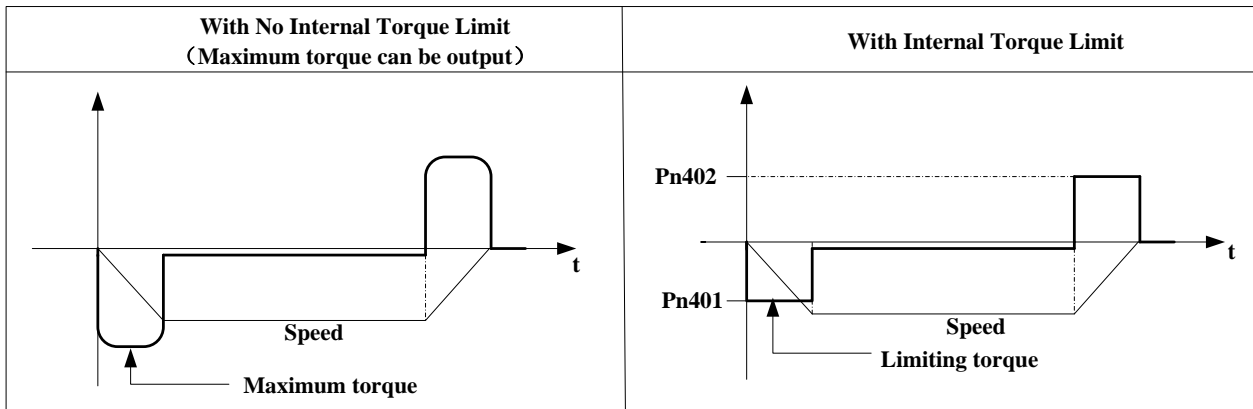 With No Internal Torque Limit
（Maximum torque can be output）
With Internal Torque Limit
t
Speed
Maximum torque
Pn402
t
Pn401
Speed
Limiting torque